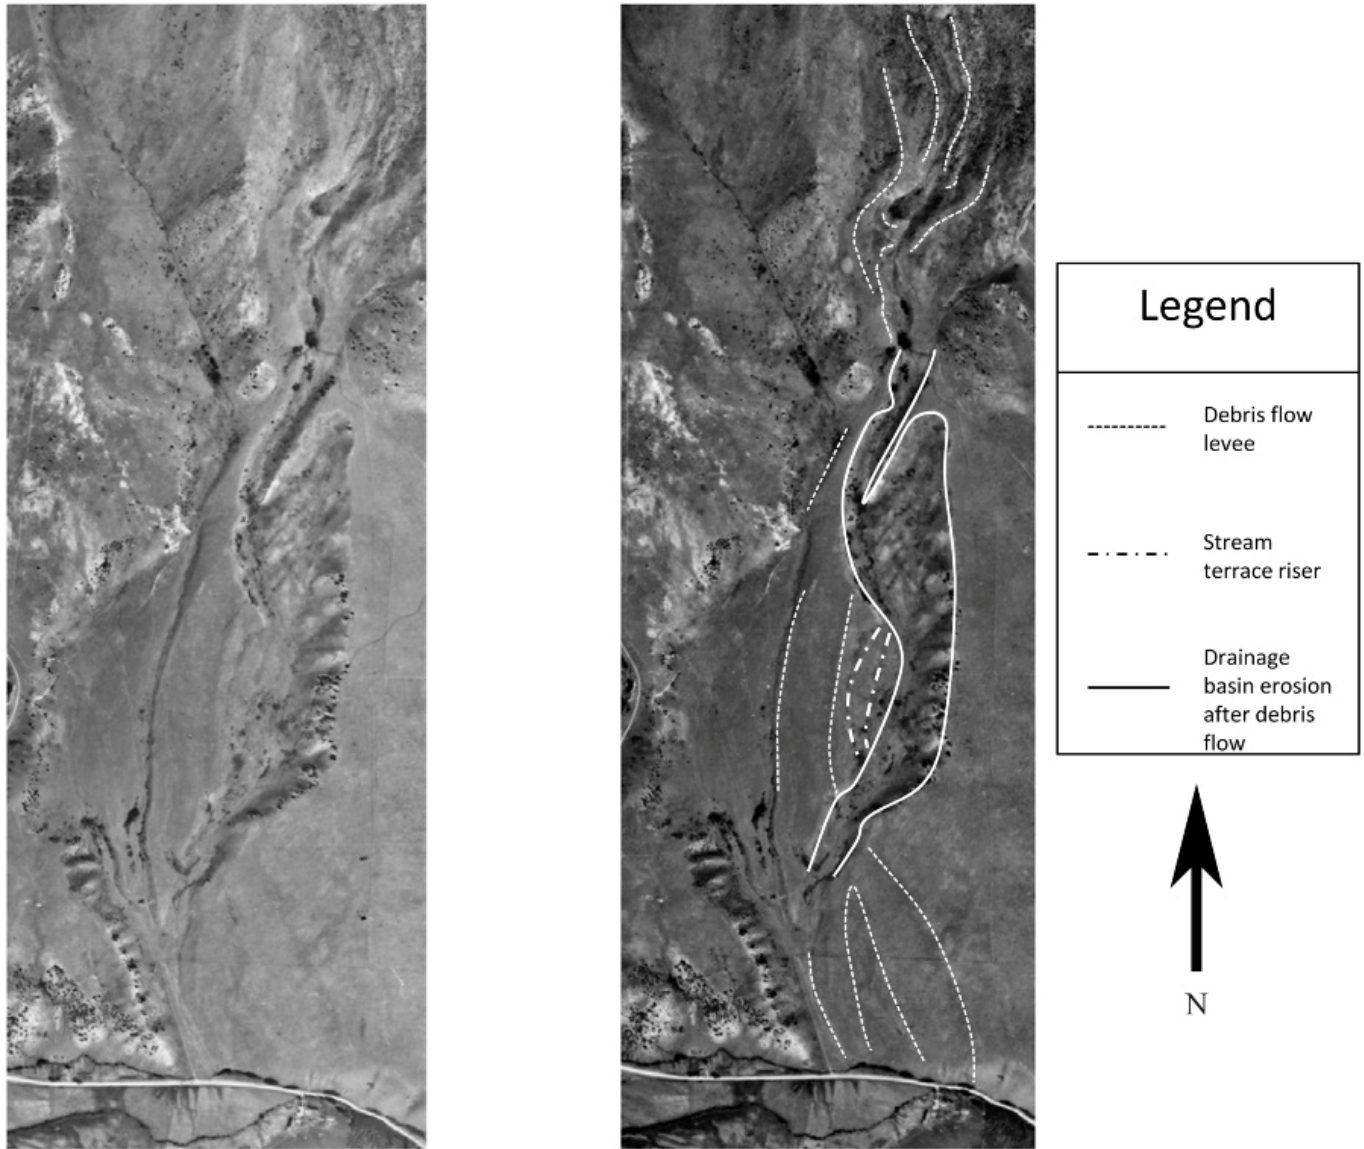 Legend
Debris flow
levee
Stream
terrace riser
Drainage
basin erosion
after debris
flow
N